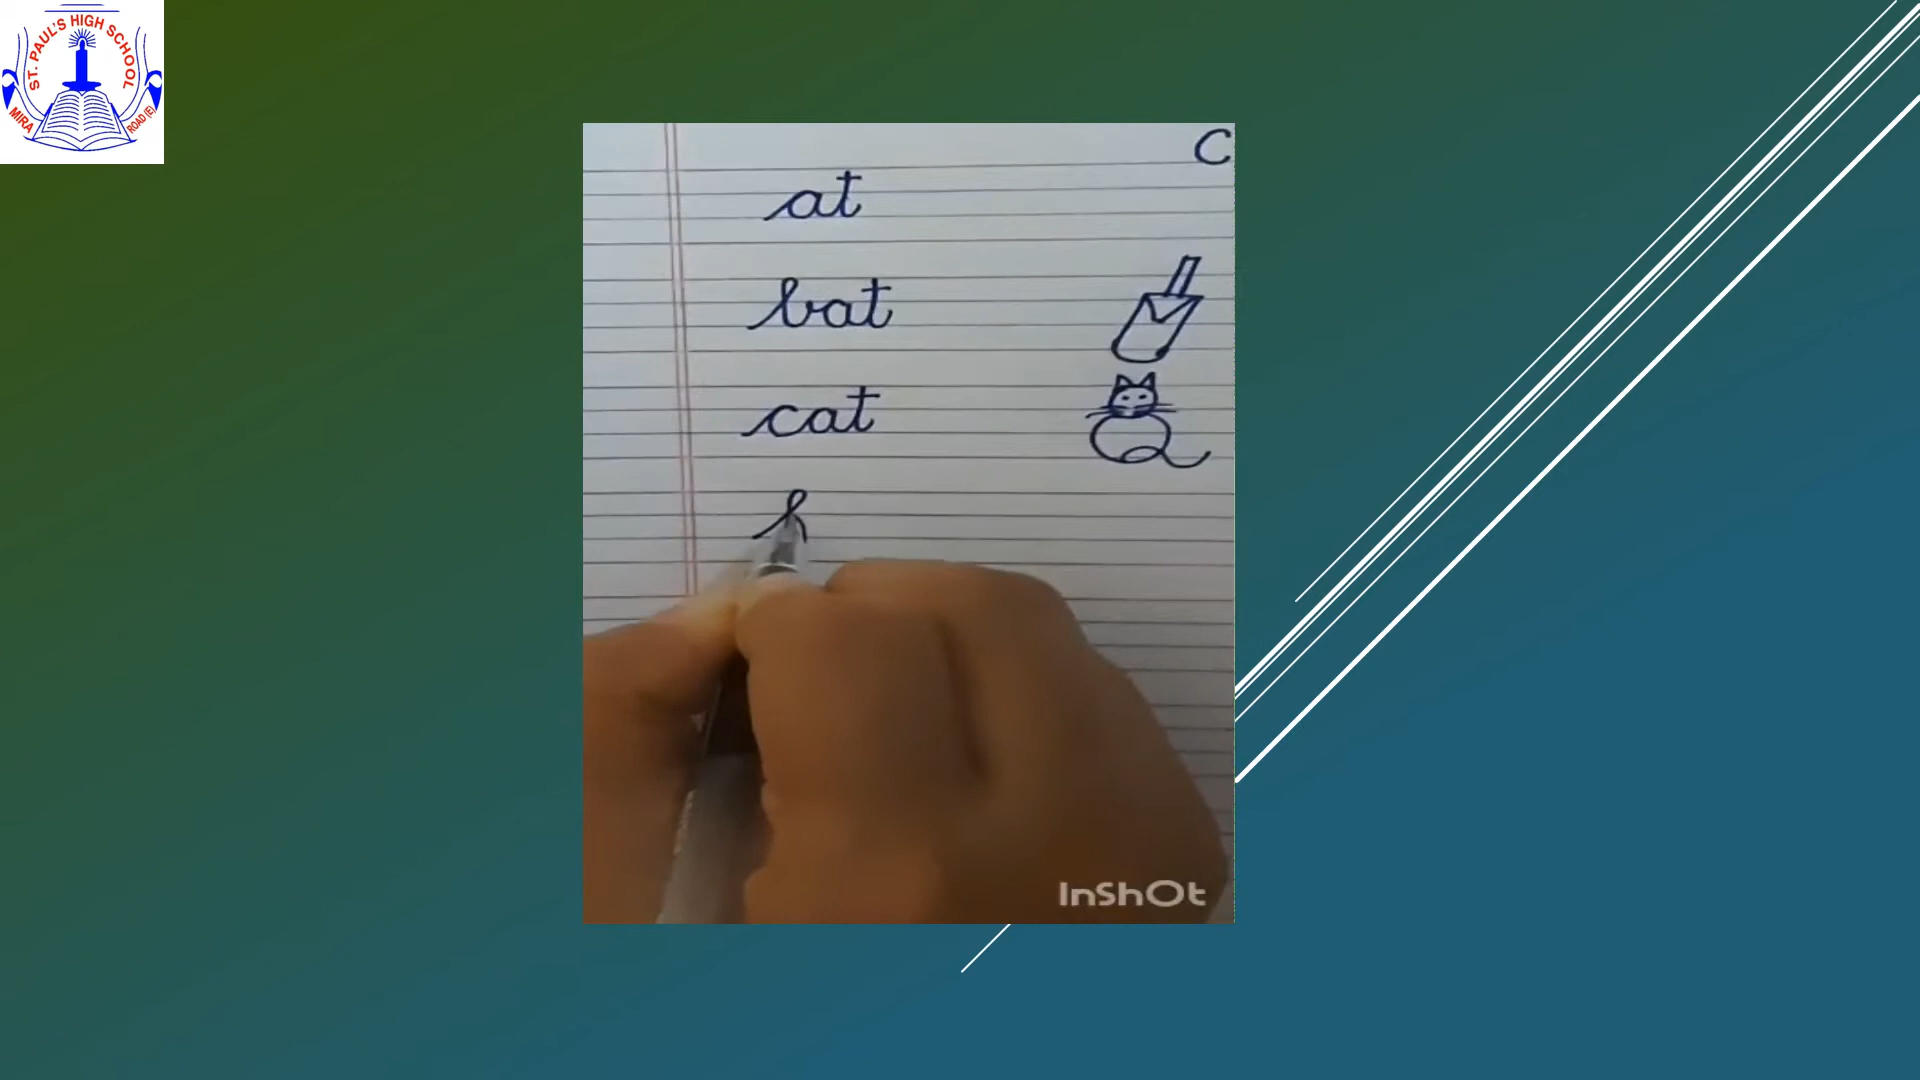 ST. PAUL'S HIGH SCHOOL
MIRA ROAD (E)
C
at
bat
cat
InShOt